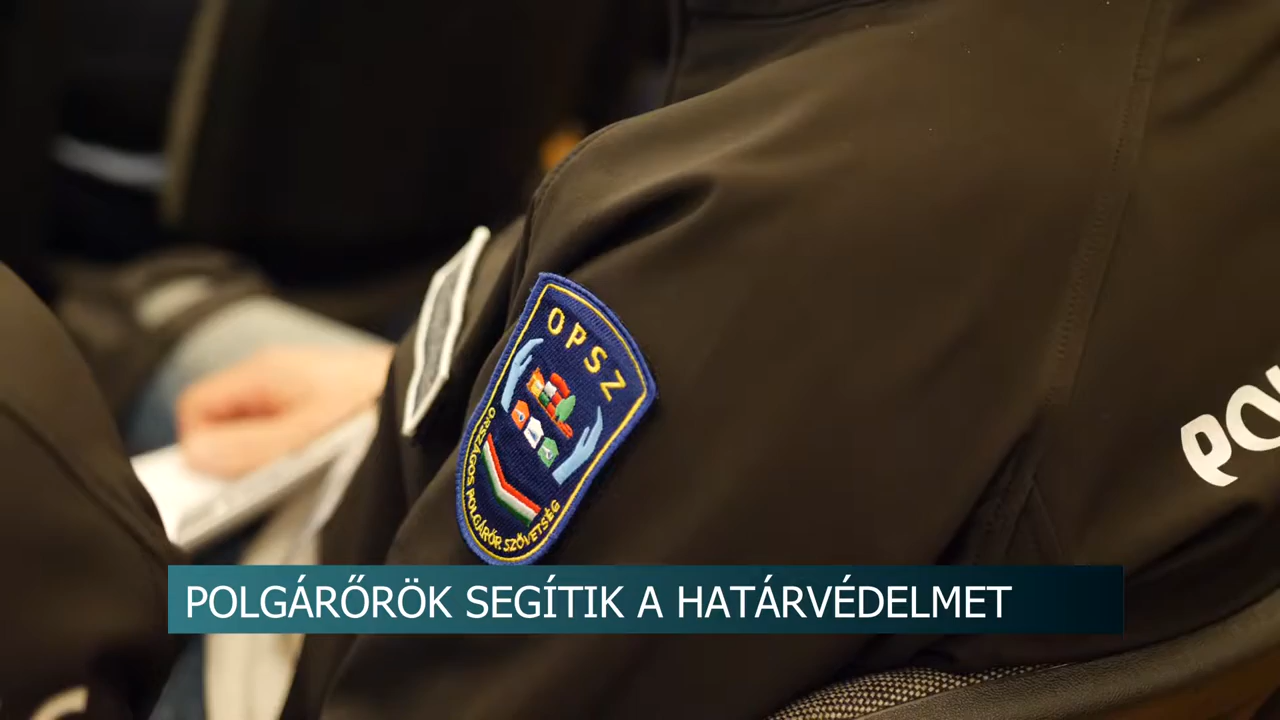 OPSZ
ORSZÁGOS POLGÁRŐR SZÖVETSÉG
POLGÁRŐRÖK SEGÍTIK A HATÁRVÉDELMET